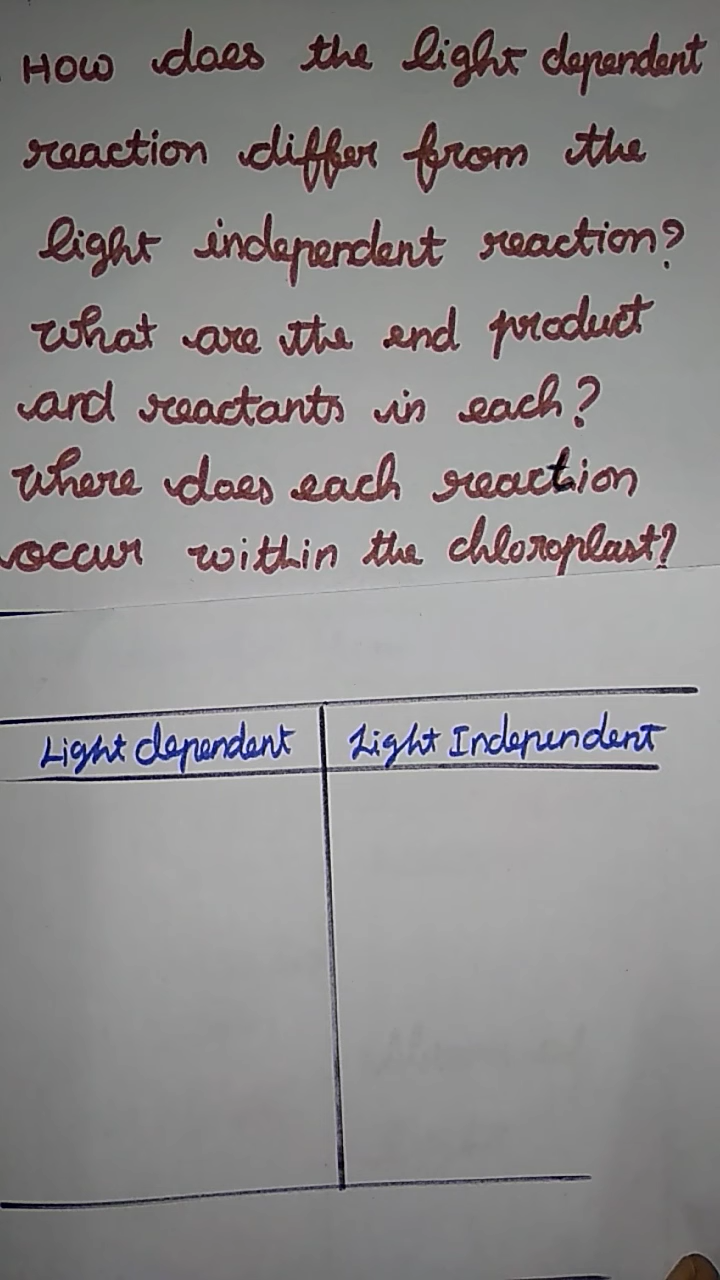 How does the light dependent
reaction differ from the
light independent reaction?
What are the end product
and reactants in each?
Where does each reaction
occur within the chloroplast?
Light dependent
Light Independent